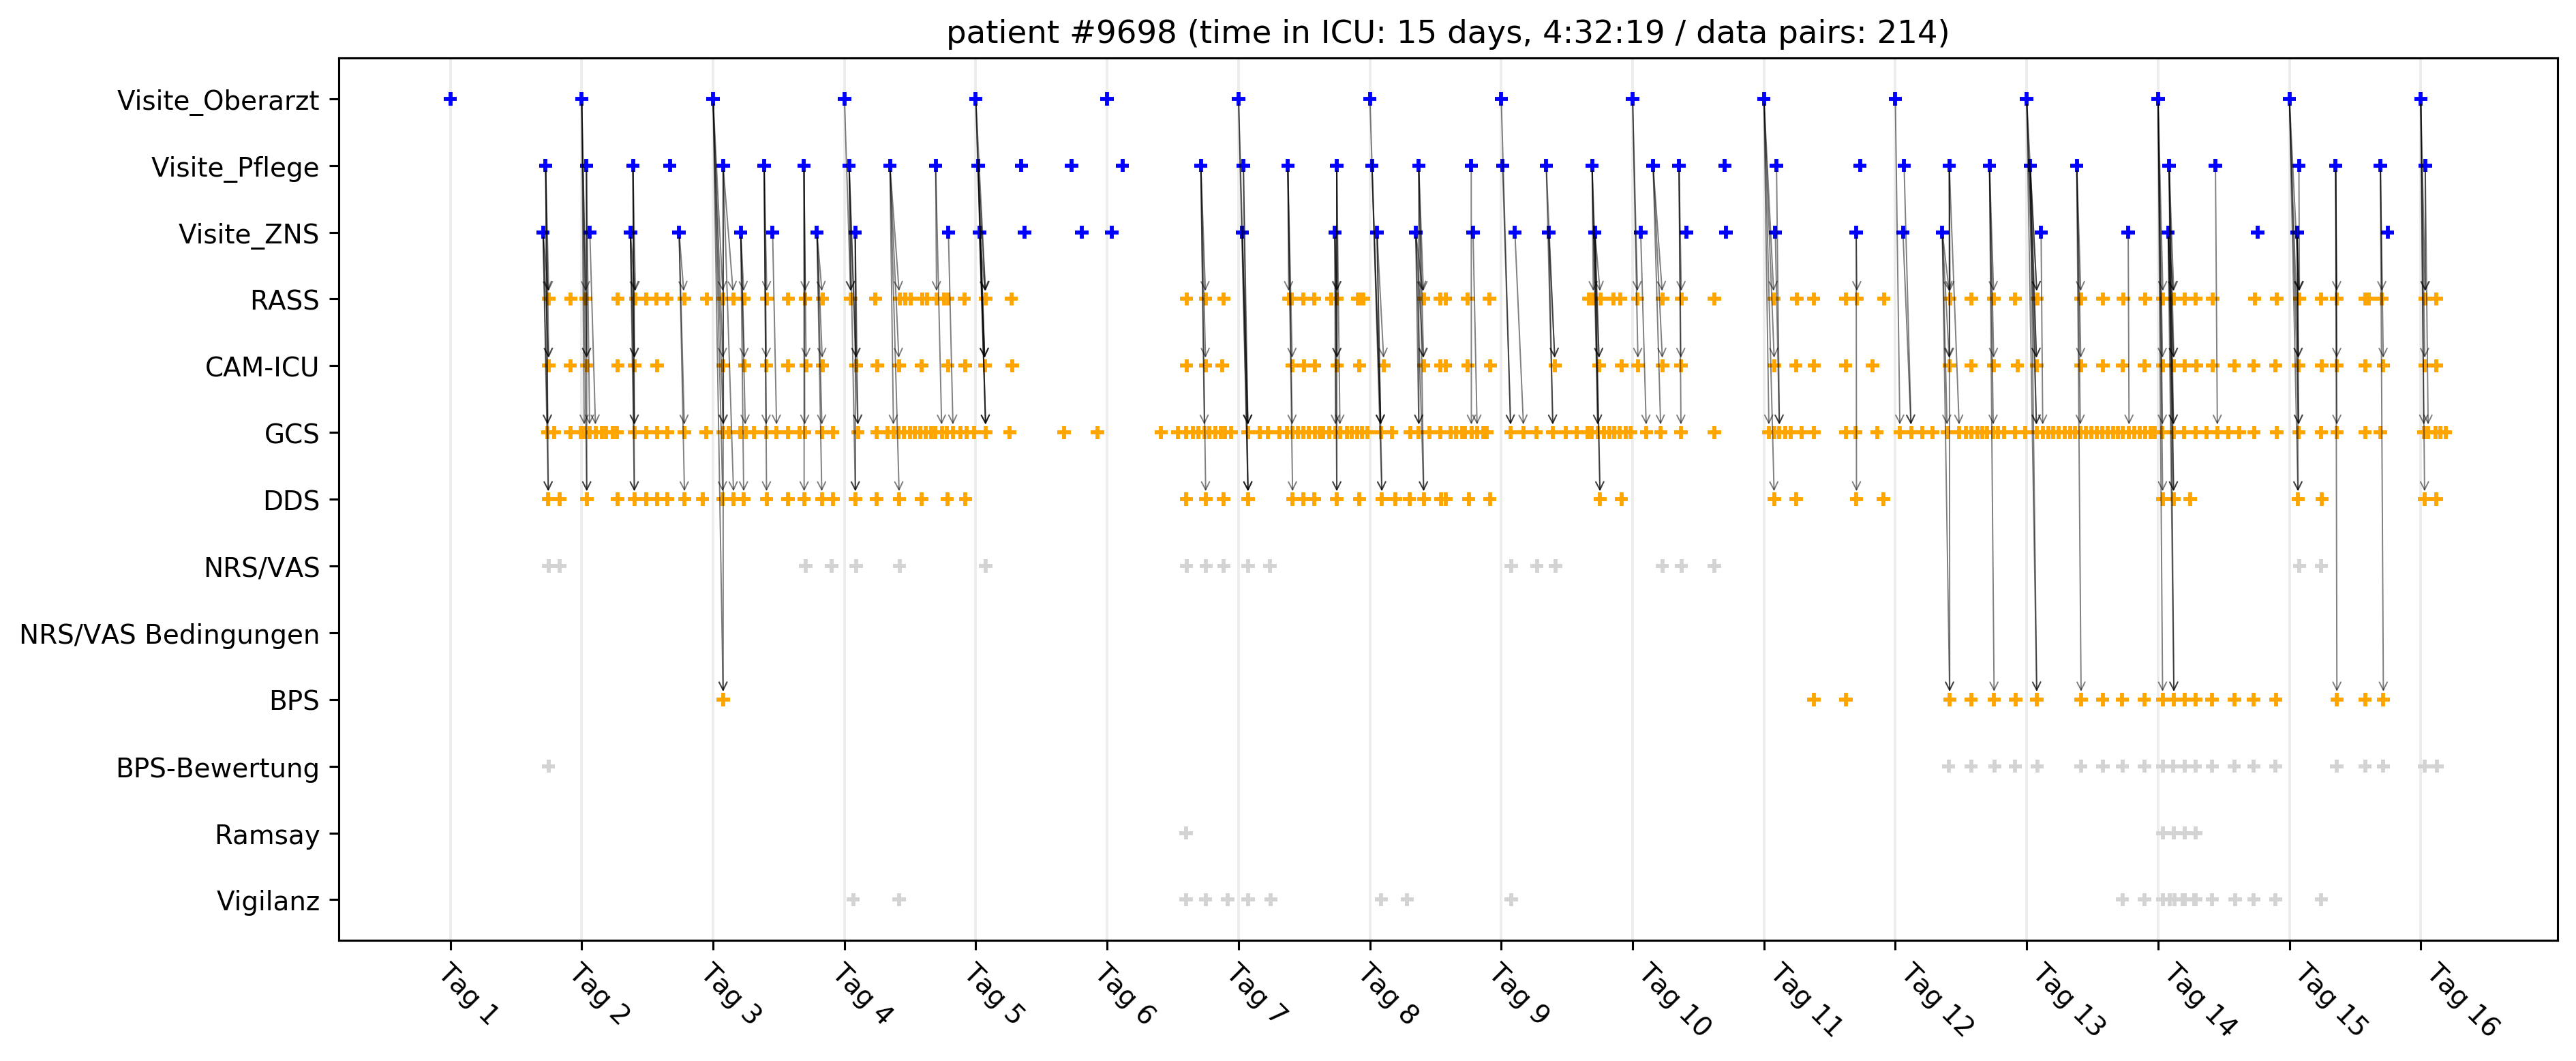 patient #9698 (time in ICU: 15 days, 4:32:19 / data pairs: 214)
Visite_Oberarzt
Visite_Pflege
Visite_ZNS
RASS
CAM-ICU
GCS
DDS
NRS/VAS
NRS/VAS Bedingungen
BPS
BPS-Bewertung
Ramsay
Vigilanz
Tag 1
Tag 2
Tag 3
Tag 4
Tag 5
Tag 6
Tag 7
Tag 8
Tag 9
Tag 10
Tag 11
Tag 12
Tag 13
Tag 14
Tag 15
Tag 16